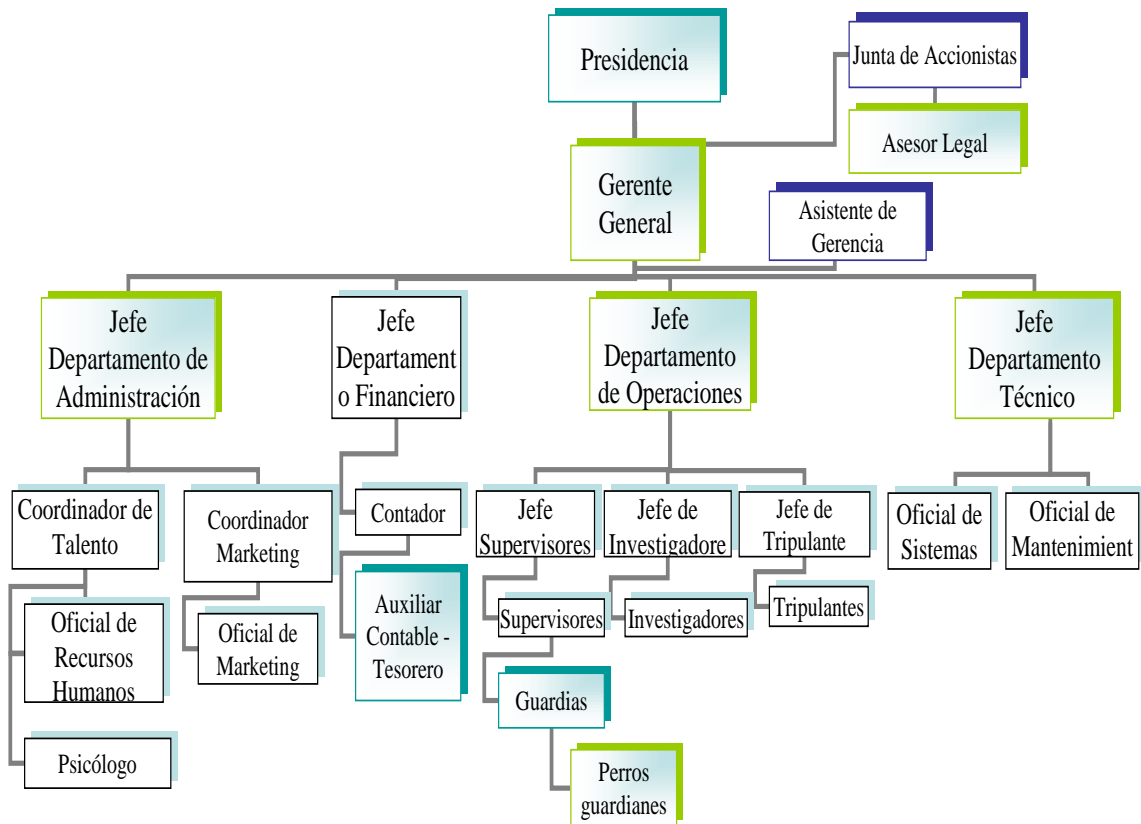 Presidencia
Junta de Accionistas
Asesor Legal
Gerente
General
Asistente de
Gerencia
Jefe
Departamento de
Administración
Jefe
Departament
o Financiero
Jefe
Departamento
de Operaciones
Jefe
Departamento
Técnico
Coordinador de
Talento
Coordinador
Marketing
Contador
Jefe
Supervisores
Jefe de
Investigadore
Jefe de
Tripulante
Oficial de
Sistemas
Oficial de
Mantenimient
Oficial de
Recursos
Humanos
Oficial de
Marketing
Auxiliar
Contable -
Tesorero
Supervisores
Investigadores
Tripulantes
Guardias
Psicólogo
Perros
guardianes